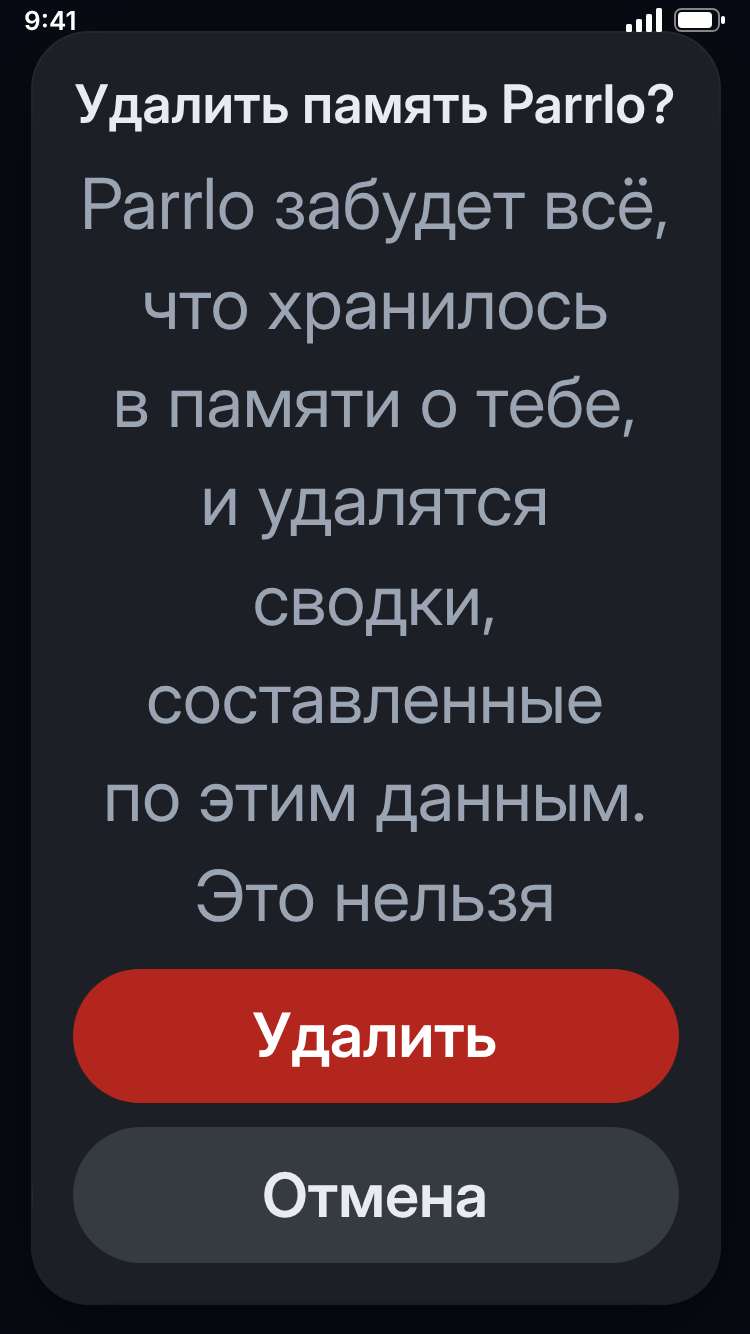 9:41
Удалить память Parrlo?
Parrlo забудет всё,
что хранилось
в памяти о тебе,
и удалятся
сводки,
составленные
по этим данным.
Это нельзя
Удалить
Отмена